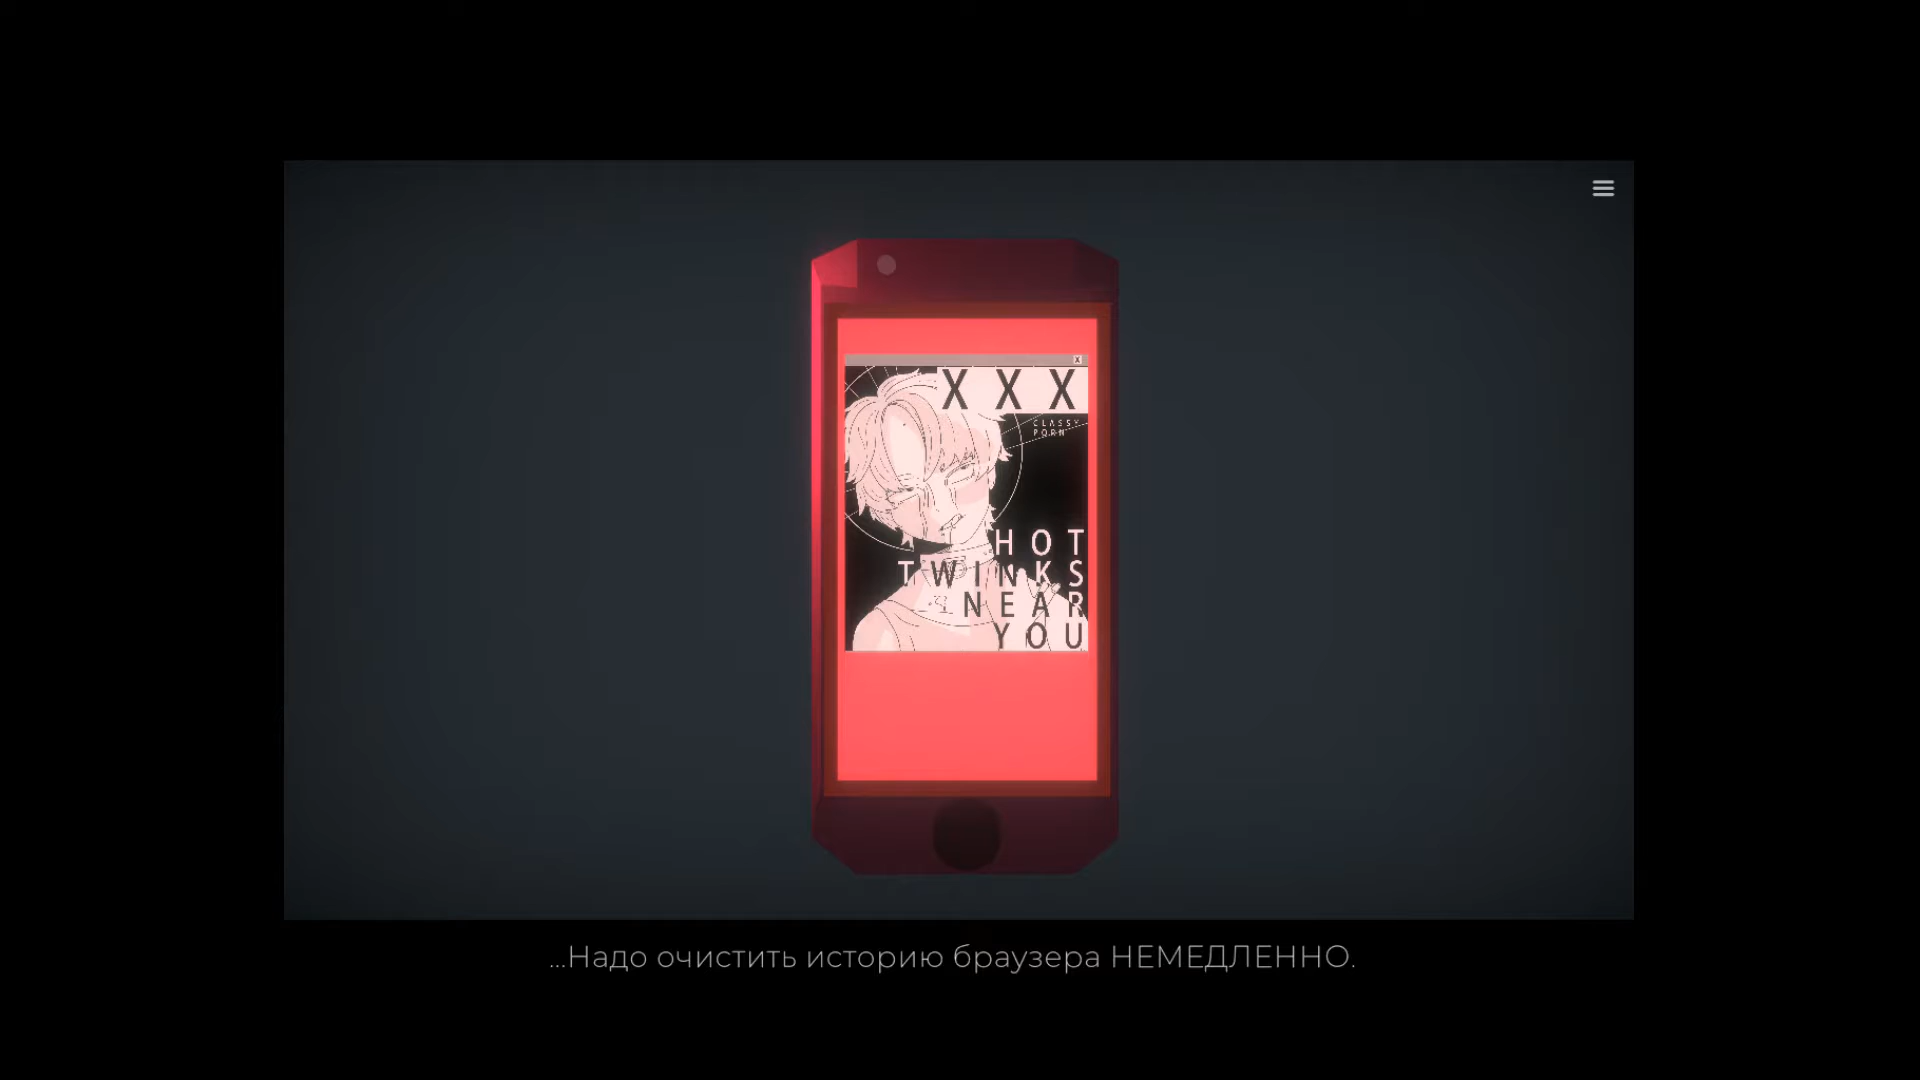 X
X X X
CLASSY
PORN
HOT
TWINKS
NEAR
YOU
...Надо очистить историю браузера НЕМЕДЛЕННО.